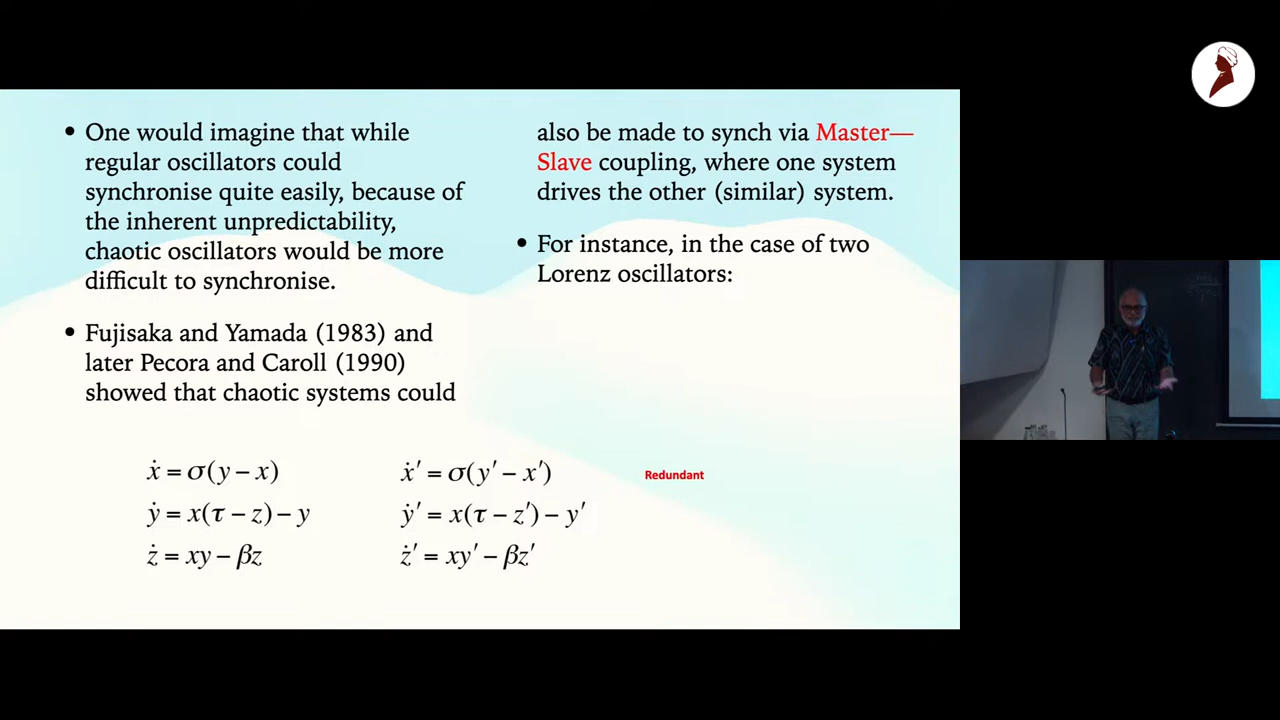 • One would imagine that while
regular oscillators could
synchronise quite easily, because of
the inherent unpredictability,
chaotic oscillators would be more
difficult to synchronise.
• Fujisaka and Yamada (1983) and
later Pecora and Caroll (1990)
showed that chaotic systems could
also be made to synch via Master—
Slave coupling, where one system
drives the other (similar) system.
• For instance, in the case of two
Lorenz oscillators:
ẋ = σ(y − x)
ẏ = x(τ − z) − y
ż = xy − βz
ẋ′ = σ(y′ − x′)
ẏ′ = x(τ − z′) − y′
ż′ = xy′ − βz′
Redundant